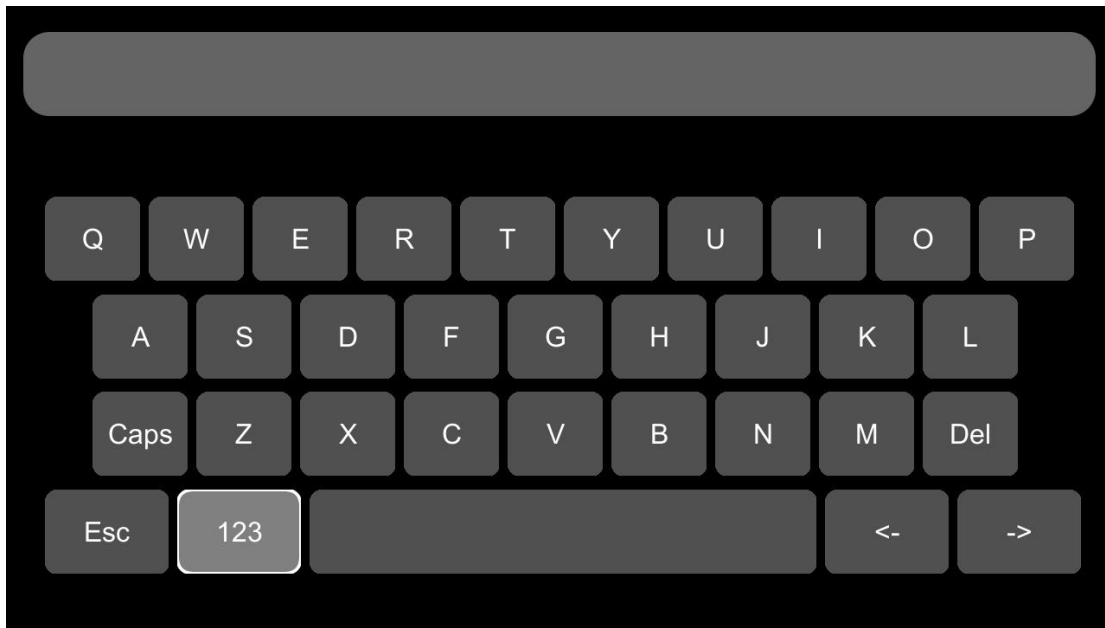 Q W E R T Y U I O P
A S D F G H J K L
Caps Z X C V B N M Del
Esc 123 <- ->